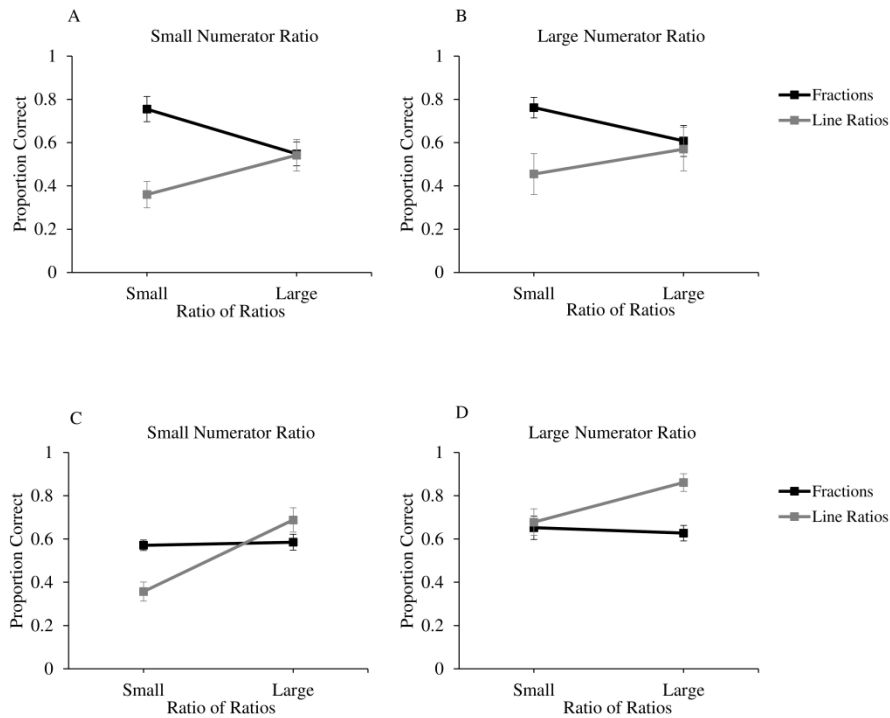 A
Small Numerator Ratio
1
0.8
0.6
0.4
0.2
0
Proportion Correct
Small
Large
Ratio of Ratios
B
Large Numerator Ratio
1
0.8
0.6
0.4
0.2
0
Proportion Correct
Small
Large
Ratio of Ratios
Fractions
Line Ratios
C
Small Numerator Ratio
1
0.8
0.6
0.4
0.2
0
Proportion Correct
Small
Large
Ratio of Ratios
D
Large Numerator Ratio
1
0.8
0.6
0.4
0.2
0
Proportion Correct
Small
Large
Ratio of Ratios
Fractions
Line Ratios